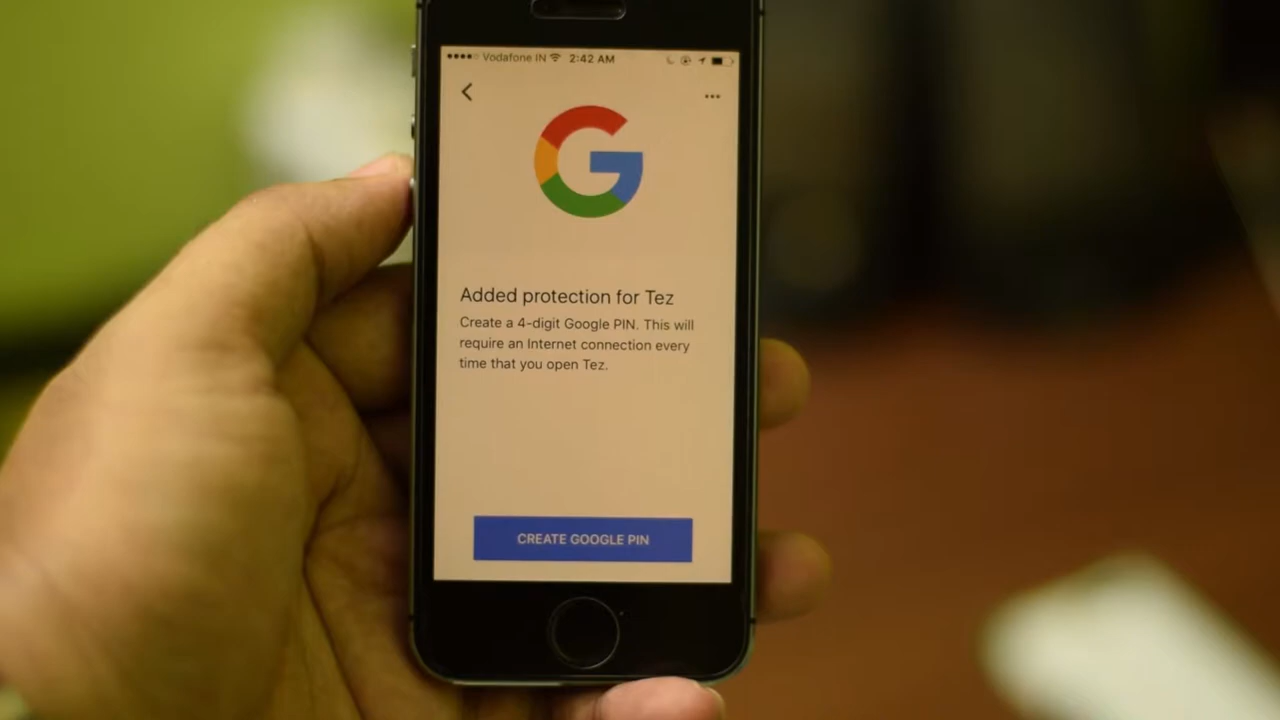 Vodafone IN 2:42 AM
Added protection for Tez
Create a 4-digit Google PIN. This will
require an Internet connection every
time that you open Tez.
CREATE GOOGLE PIN